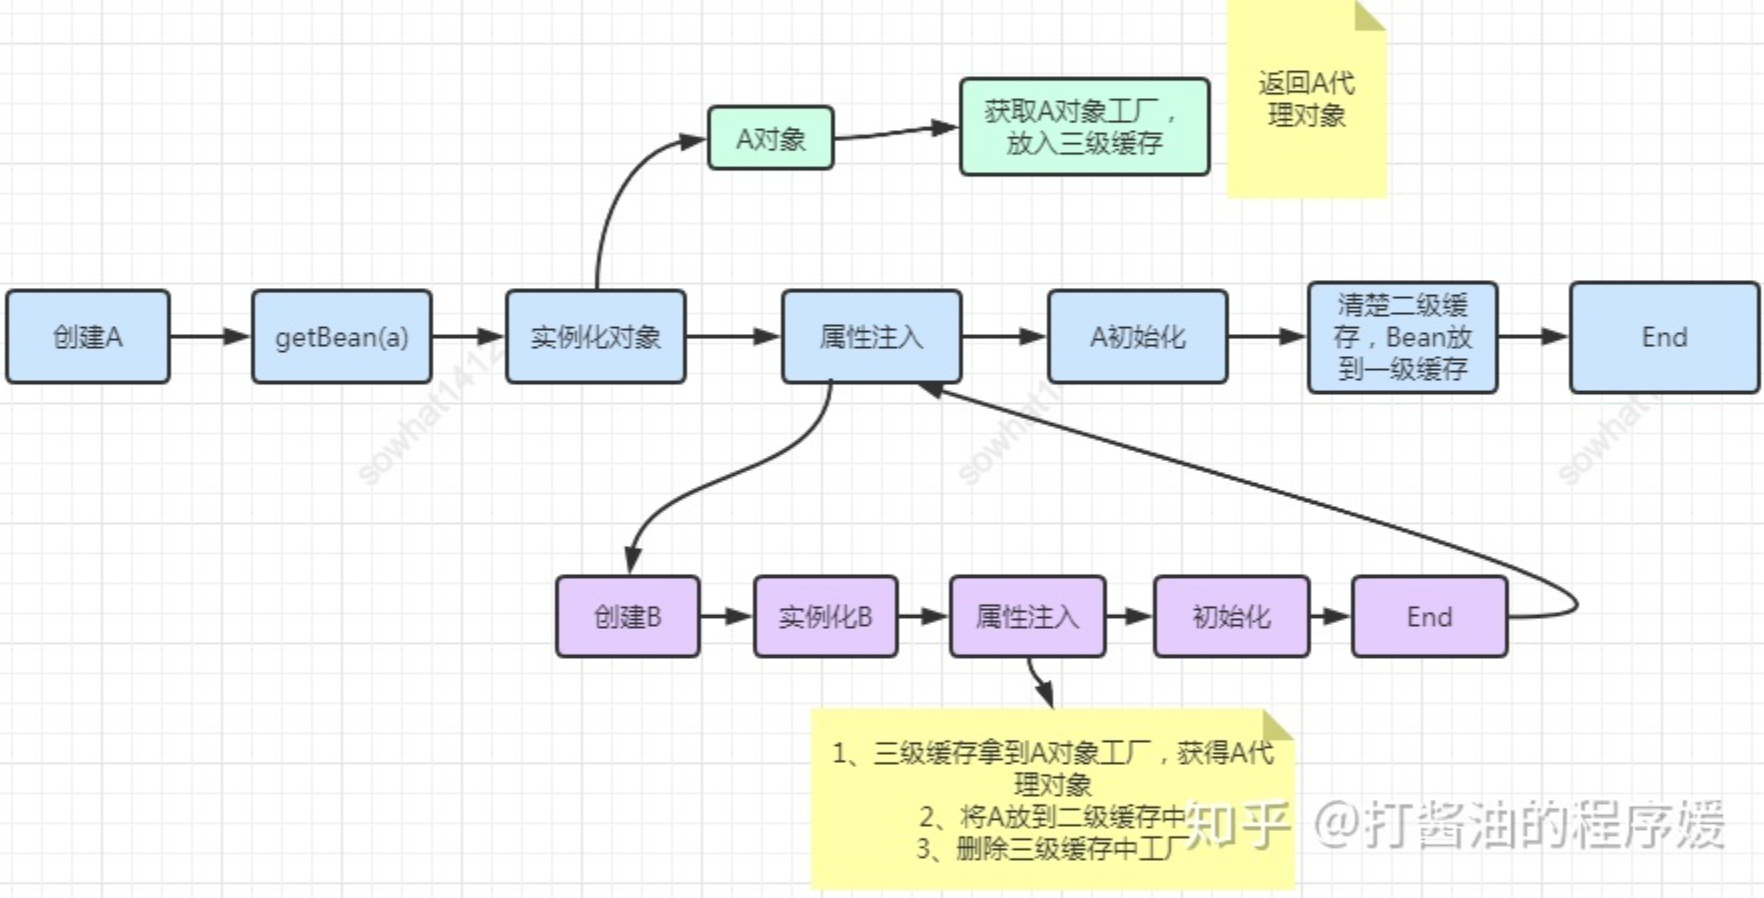 返回A代
理对象
A对象
获取A对象工厂，
放入三级缓存
创建A
getBean(a)
实例化对象
属性注入
A初始化
清楚二级缓
存，Bean放
到一级缓存
End
sowhat1412
sowhat1
sowhat
创建B
实例化B
属性注入
初始化
End
1、三级缓存拿到A对象工厂，获得A代
理对象
2、将A放到二级缓存中
3、删除三级缓存中工厂
知乎 @打酱油的程序媛